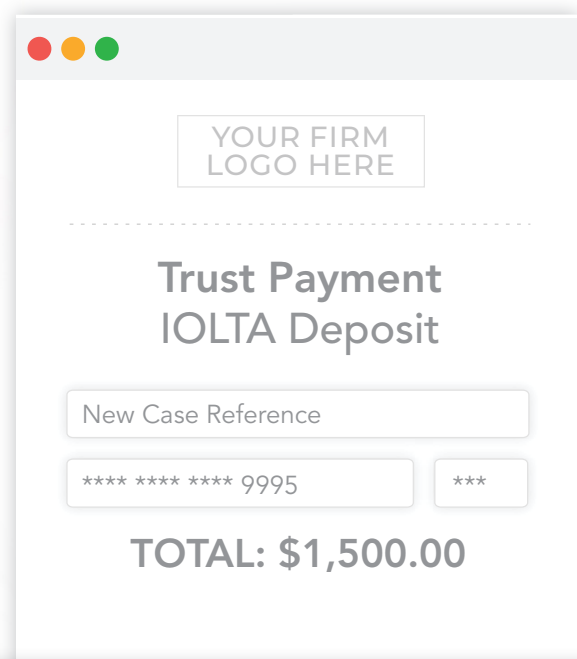 YOUR FIRM
LOGO HERE
Trust Payment
IOLTA Deposit
New Case Reference
**** **** **** 9995 ***
TOTAL: $1,500.00